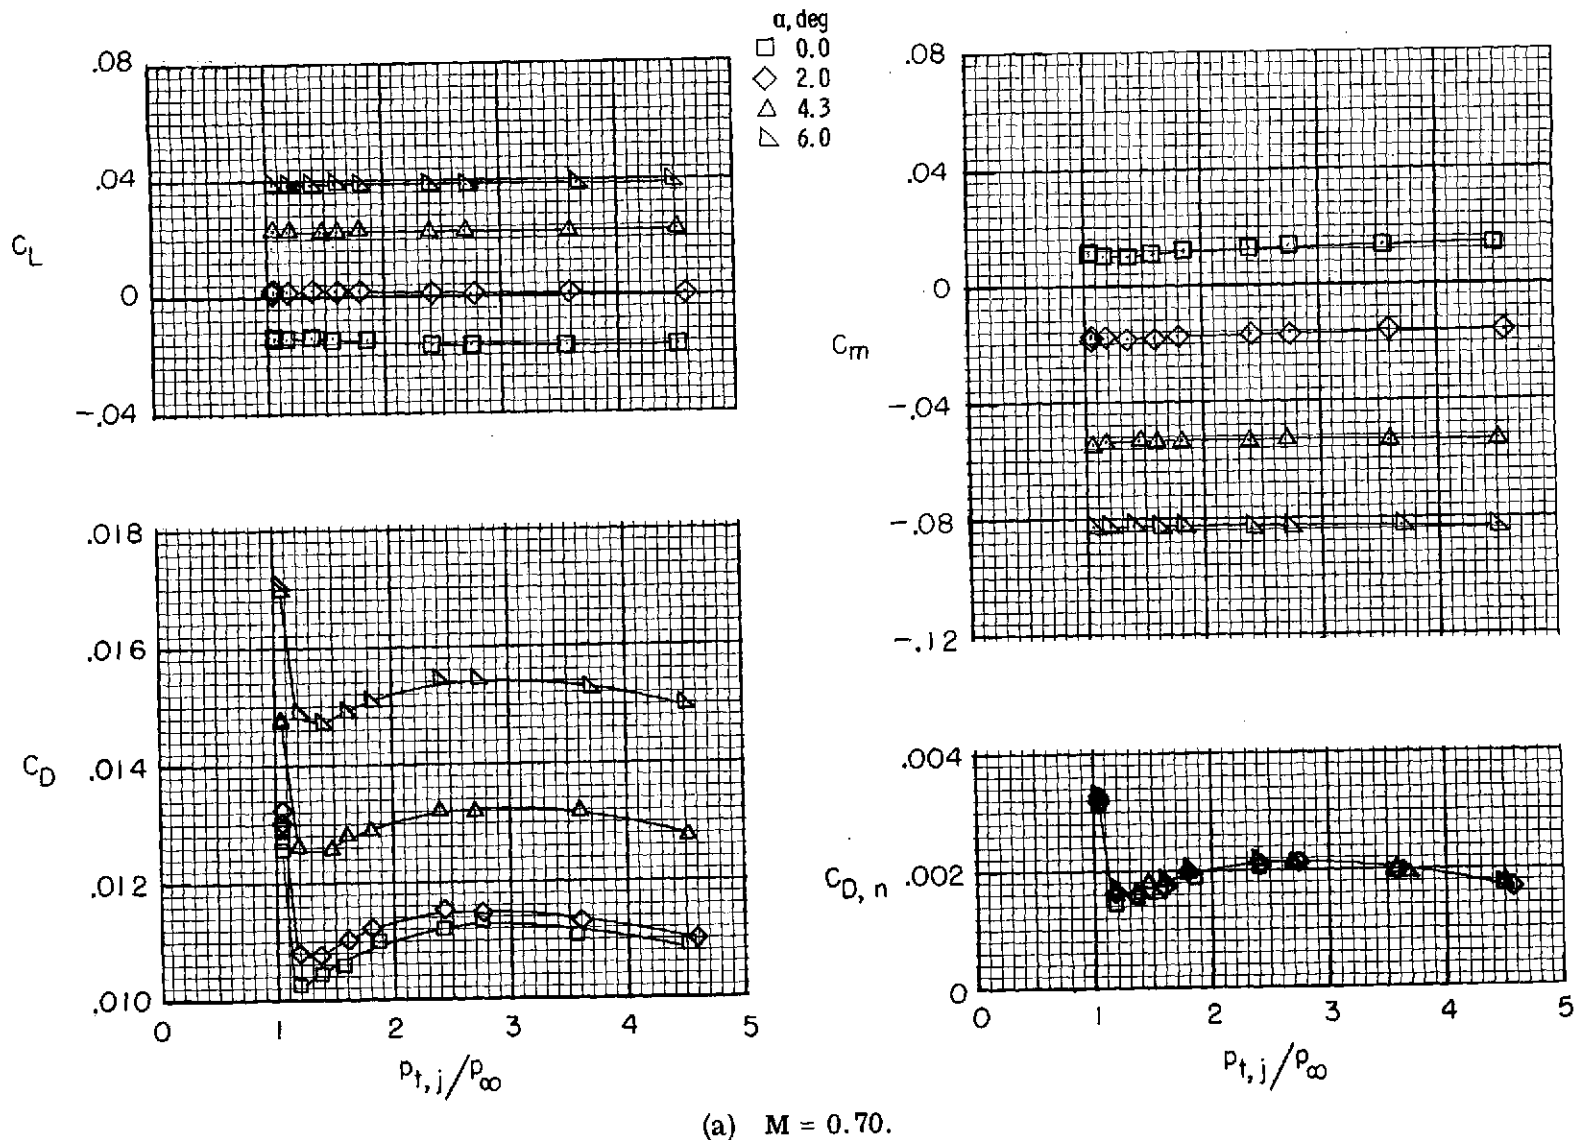 α, deg
0.0
2.0
4.3
6.0
.08
.04
0
-.04
C_L
.08
.04
0
-.04
-.08
-.12
C_m
.018
.016
.014
.012
.010
C_D
0 1 2 3 4 5
p_t,j/p_∞
.004
.002
0
C_D,n
0 1 2 3 4 5
p_t,j/p_∞
(a) M = 0.70.